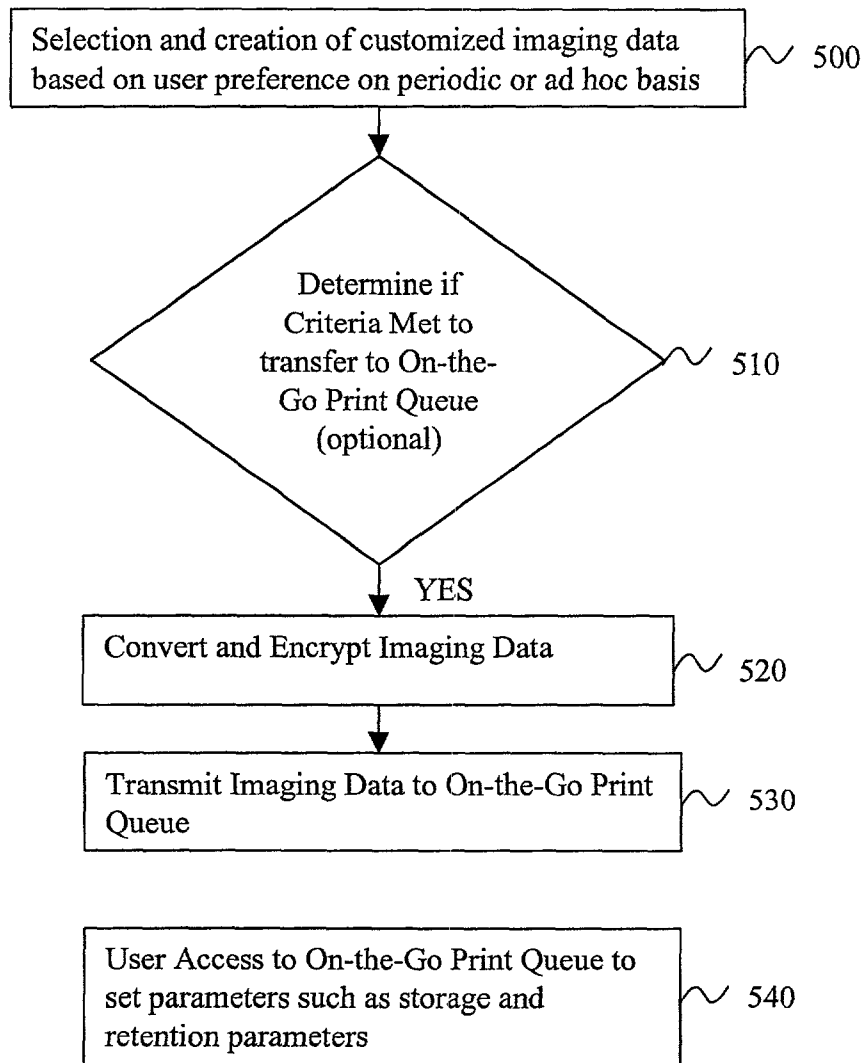 Selection and creation of customized imaging data
based on user preference on periodic or ad hoc basis
500
Determine if
Criteria Met to
transfer to On-the-
Go Print Queue
(optional)
510
YES
Convert and Encrypt Imaging Data
520
Transmit Imaging Data to On-the-Go Print
Queue
530
User Access to On-the-Go Print Queue to
set parameters such as storage and
retention parameters
540